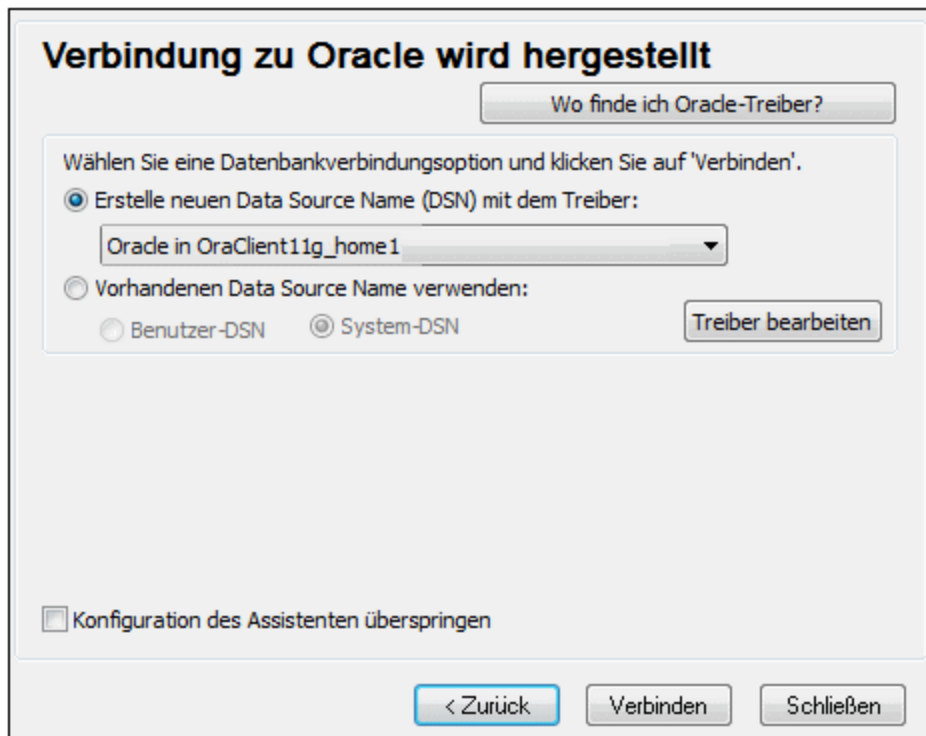 Verbindung zu Oracle wird hergestellt
Wo finde ich Oracle-Treiber?
Wählen Sie eine Datenbankverbindungsoption und klicken Sie auf 'Verbinden'.
Erstelle neuen Data Source Name (DSN) mit dem Treiber:
Oracle in OraClient11g_home1
Vorhandenen Data Source Name verwenden:
Benutzer-DSN System-DSN Treiber bearbeiten
Konfiguration des Assistenten überspringen
< Zurück Verbinden Schließen